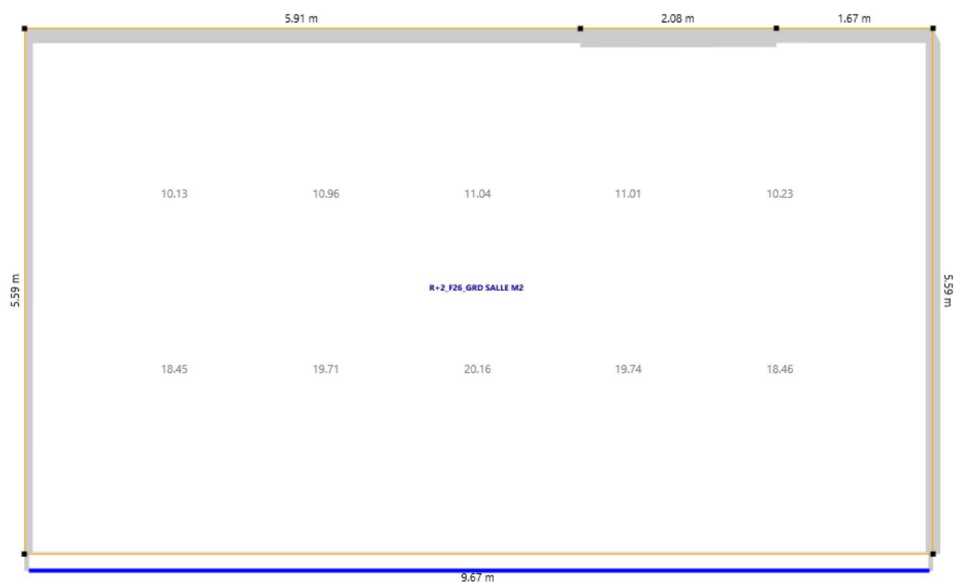 5.91 m 2.08 m 1.67 m
10.13 10.96 11.04 11.01 10.23
5.59 m R+2_F26_GRD SALLE M2 5.59 m
18.45 19.71 20.16 19.74 18.46
9.67 m